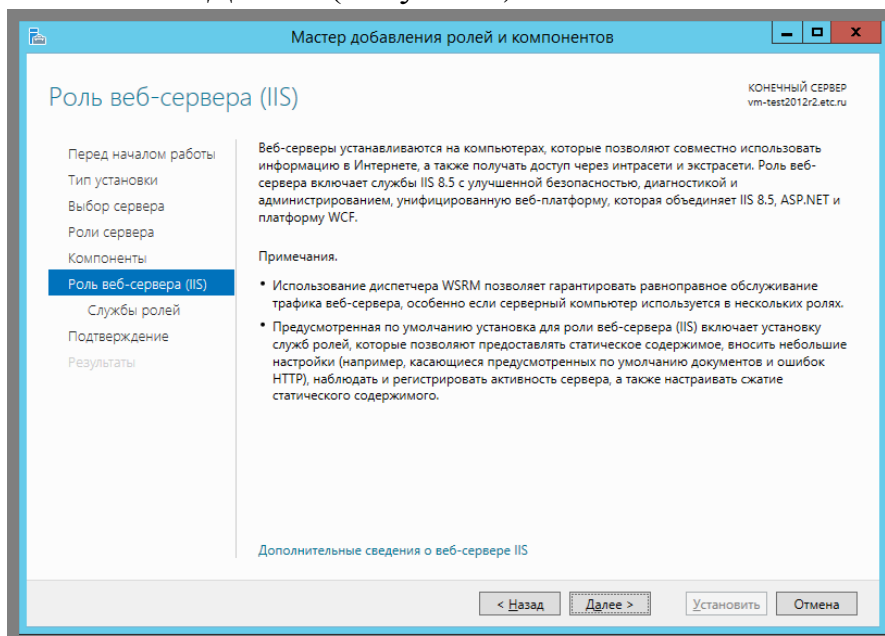 Мастер добавления ролей и компонентов
Роль веб-сервера (IIS)
КОНЕЧНЫЙ СЕРВЕР
vm-test2012r2.etc.ru
Перед началом работы
Тип установки
Выбор сервера
Роли сервера
Компоненты
Роль веб-сервера (IIS)
Службы ролей
Подтверждение
Результаты
Веб-серверы устанавливаются на компьютерах, которые позволяют совместно использовать
информацию в Интернете, а также получать доступ через интрасети и экстрасети. Роль веб-
сервера включает службы IIS 8.5 с улучшенной безопасностью, диагностикой и
администрированием, унифицированную веб-платформу, которая объединяет IIS 8.5, ASP.NET и
платформу WCF.
Примечания.
• Использование диспетчера WSRM позволяет гарантировать равноправное обслуживание
трафика веб-сервера, особенно если серверный компьютер используется в нескольких ролях.
• Предусмотренная по умолчанию установка для роли веб-сервера (IIS) включает установку
служб ролей, которые позволяют предоставлять статическое содержимое, вносить небольшие
настройки (например, касающиеся предусмотренных по умолчанию документов и ошибок
HTTP), наблюдать и регистрировать активность сервера, а также настраивать сжатие
статического содержимого.
Дополнительные сведения о веб-сервере IIS
< Назад
Далее >
Установить
Отмена